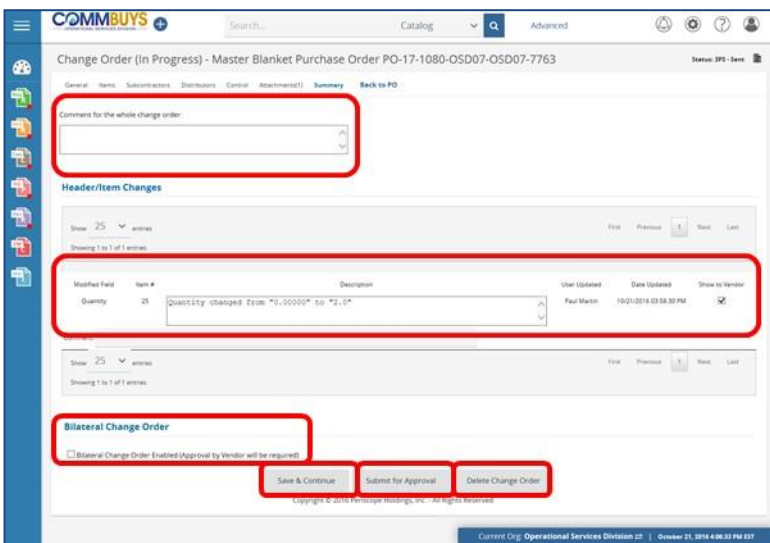 COMMBUYS
OPERATIONAL SERVICES DIVISION
Search...
Catalog
Advanced
Change Order (In Progress) - Master Blanket Purchase Order PO-17-1080-OSD07-OSD07-7763
Status: 3PS - Sent
General Items Subcontractors Distributors Control Attachments(1) Summary Back to PO
Comment for the whole change order:
Header/Item Changes
Show 25 entries
First Previous 1 Next Last
Showing 1 to 1 of 1 entries
Modified Field Item # Description User Updated Date Updated Show to Vendor
Quantity 25 Quantity changed from "0.00000" to "2.0" Paul Martin 10/21/2016 03:58:30 PM
Show 25 entries
First Previous 1 Next Last
Showing 1 to 1 of 1 entries
Bilateral Change Order
Bilateral Change Order Enabled (Approval by Vendor will be required)
Save & Continue Submit for Approval Delete Change Order
Copyright © 2016 Periscope Holdings, Inc. - All Rights Reserved.
Current Org: Operational Services Division | October 21, 2016 4:06:33 PM EST